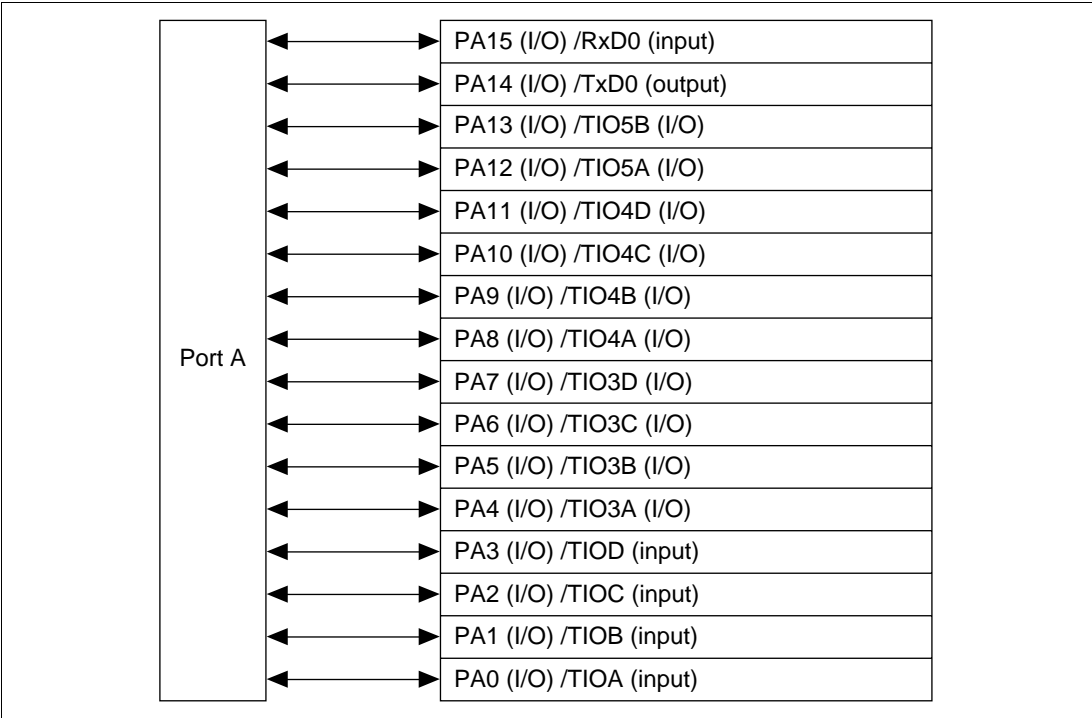 PA15 (I/O) /RxD0 (input)
PA14 (I/O) /TxD0 (output)
PA13 (I/O) /TIO5B (I/O)
PA12 (I/O) /TIO5A (I/O)
PA11 (I/O) /TIO4D (I/O)
PA10 (I/O) /TIO4C (I/O)
PA9 (I/O) /TIO4B (I/O)
PA8 (I/O) /TIO4A (I/O)
Port A
PA7 (I/O) /TIO3D (I/O)
PA6 (I/O) /TIO3C (I/O)
PA5 (I/O) /TIO3B (I/O)
PA4 (I/O) /TIO3A (I/O)
PA3 (I/O) /TIOD (input)
PA2 (I/O) /TIOC (input)
PA1 (I/O) /TIOB (input)
PA0 (I/O) /TIOA (input)